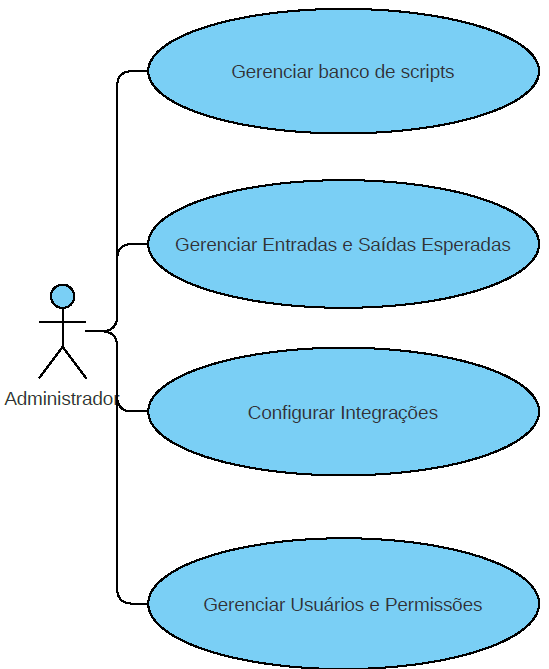 Gerenciar banco de scripts
Gerenciar Entradas e Saídas Esperadas
Administrador
Configurar Integrações
Gerenciar Usuários e Permissões